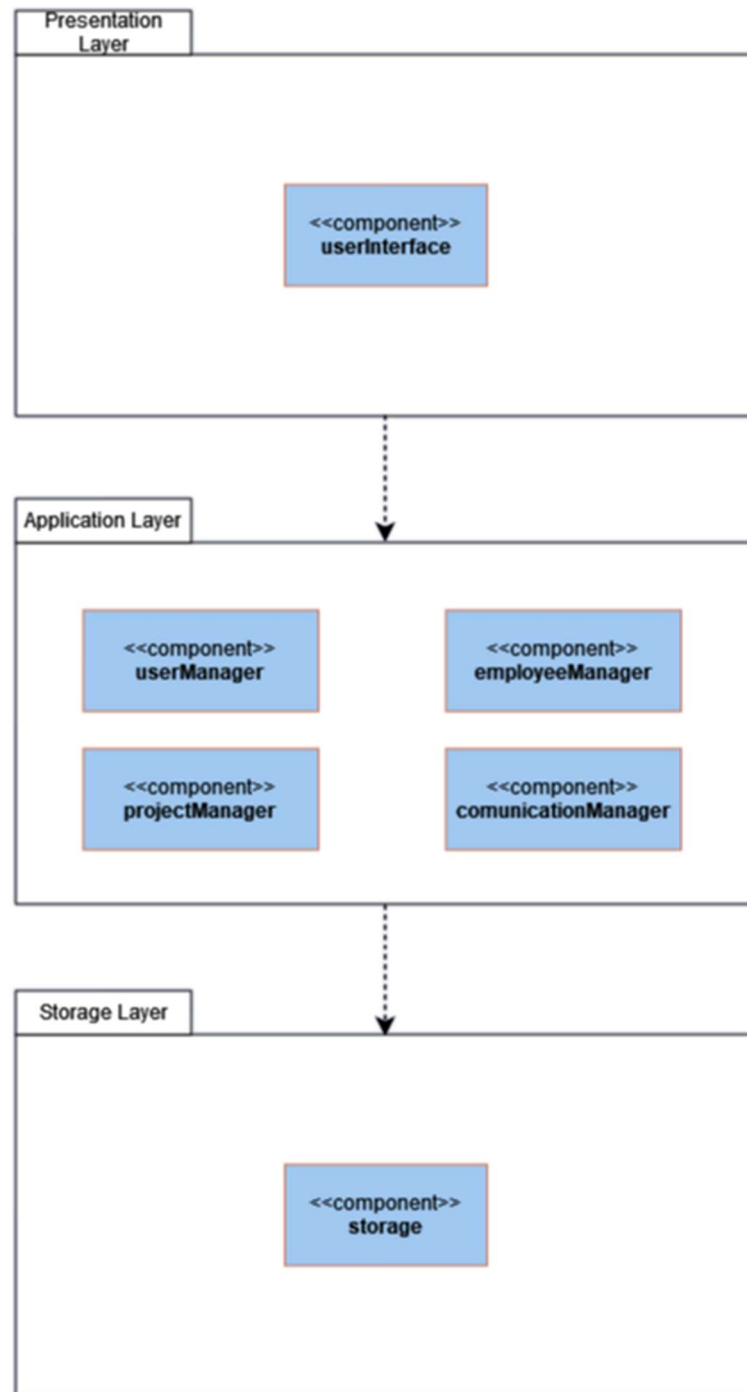 Presentation
Layer
<<component>>
userInterface
Application Layer
<<component>>
userManager
<<component>>
employeeManager
<<component>>
projectManager
<<component>>
comunicationManager
Storage Layer
<<component>>
storage